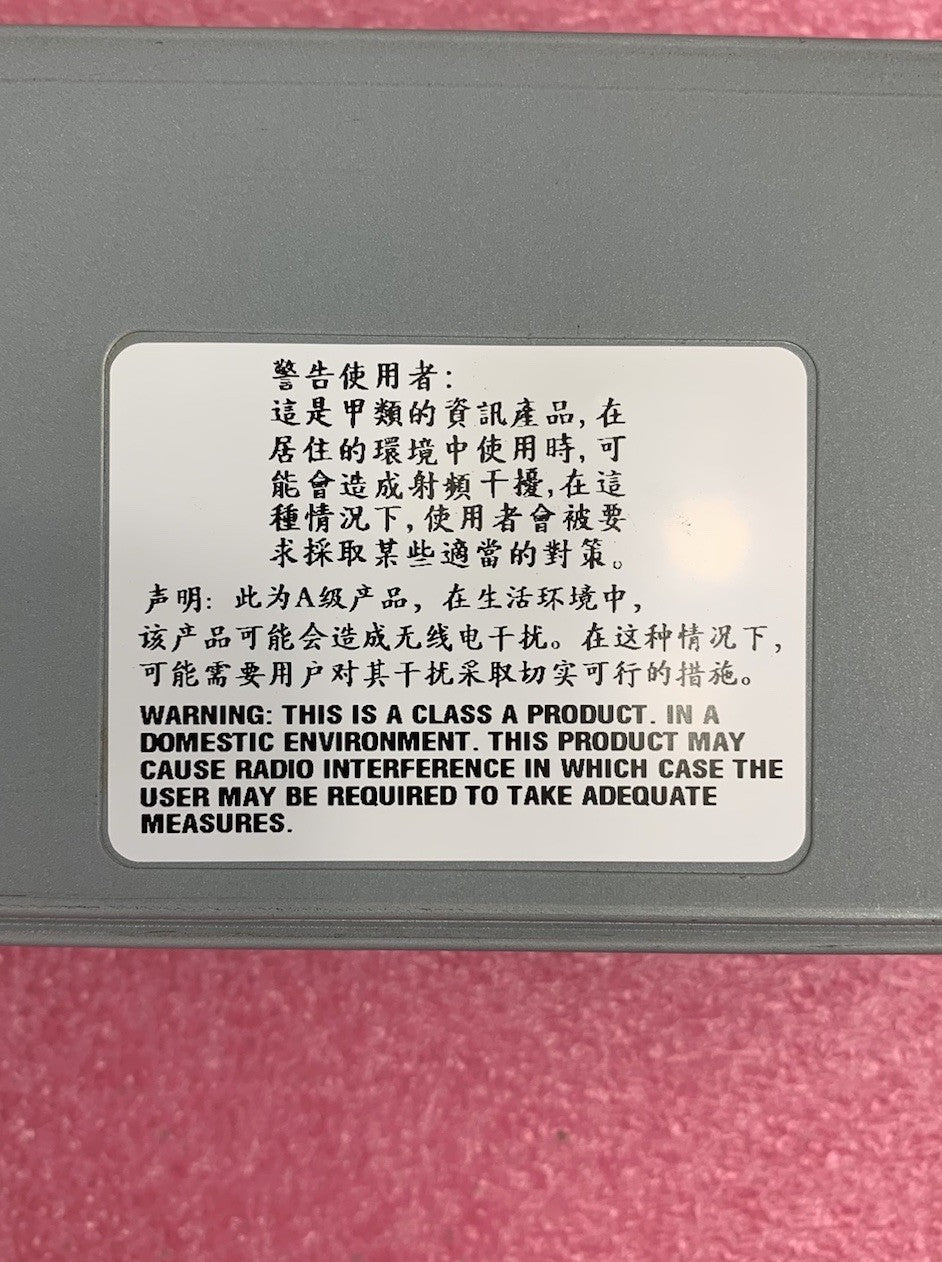 警告使用者:
這是甲類的資訊產品,在
居住的環境中使用時,可
能會造成射頻干擾,在這
種情況下,使用者會被要
求採取某些適當的對策。
声明: 此为A级产品, 在生活环境中,
该产品可能会造成无线电干扰。在这种情况下,
可能需要用户对其干扰采取切实可行的措施。
WARNING: THIS IS A CLASS A PRODUCT. IN A
DOMESTIC ENVIRONMENT. THIS PRODUCT MAY
CAUSE RADIO INTERFERENCE IN WHICH CASE THE
USER MAY BE REQUIRED TO TAKE ADEQUATE
MEASURES.